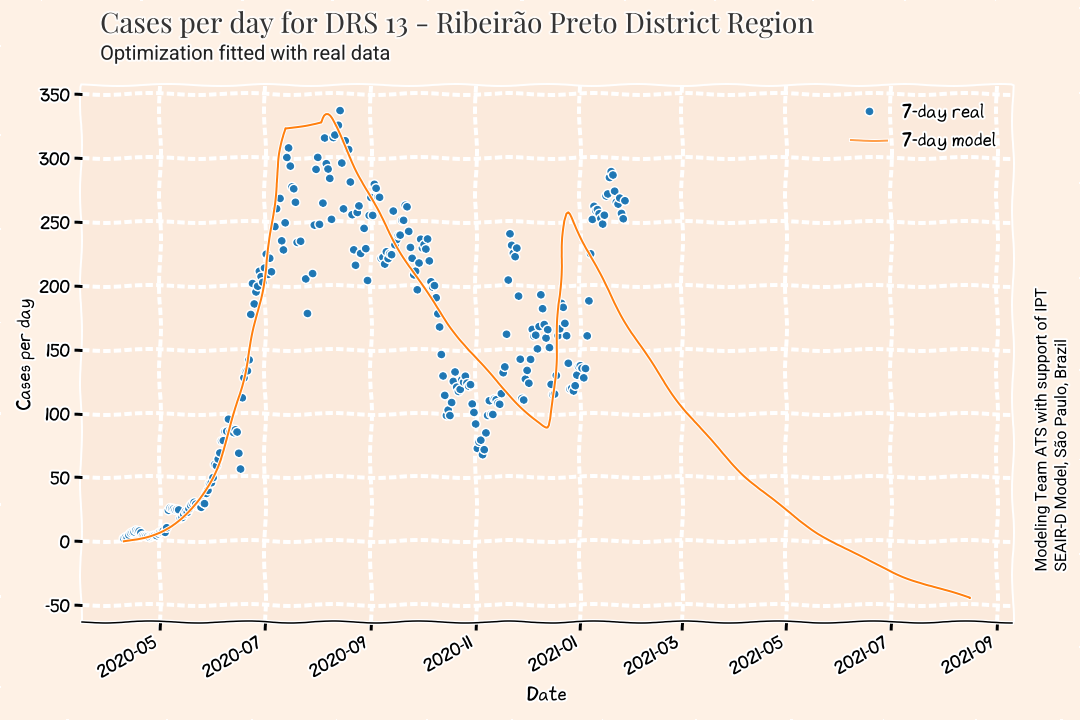 Cases per day for DRS 13 - Ribeirão Preto District Region
Optimization fitted with real data
7-day real
7-day model
Cases per day
350
300
250
200
150
100
50
0
-50
2020-05
2020-07
2020-09
2020-11
2021-01
2021-03
2021-05
2021-07
2021-09
Date
Modeling Team ATS with support of IPT
SEAIR-D Model, São Paulo, Brazil